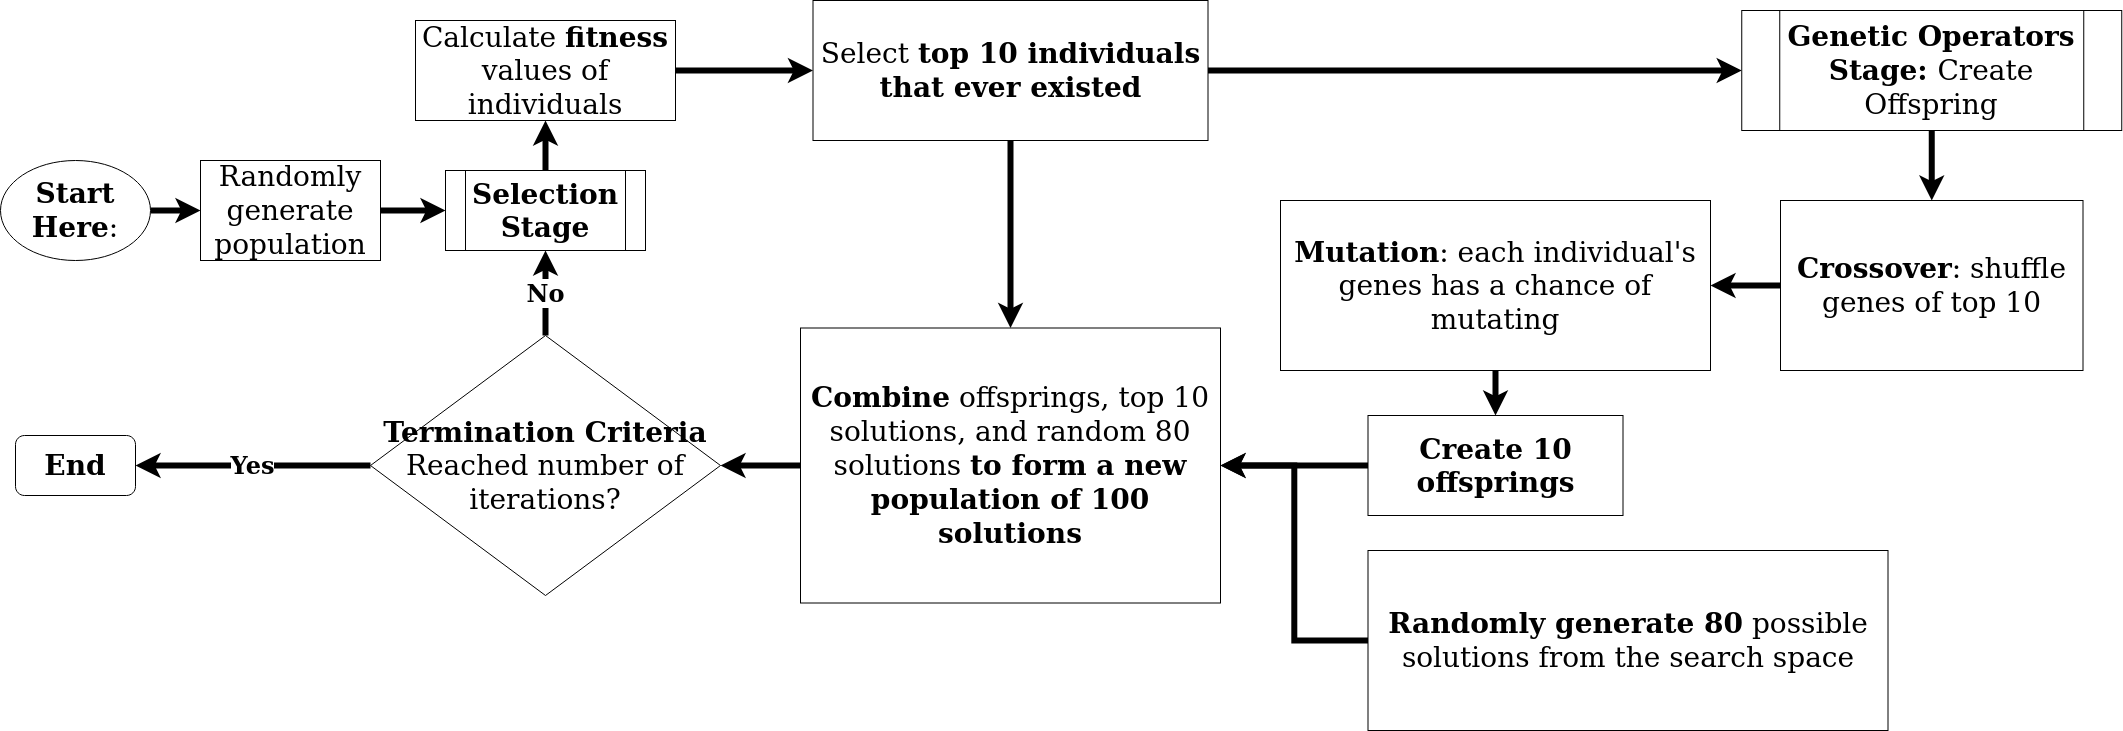 Start
Here:
Randomly
generate
population
Selection
Stage
Calculate fitness
values of
individuals
Select top 10 individuals
that ever existed
Genetic Operators
Stage: Create
Offspring
Crossover: shuffle
genes of top 10
Mutation: each individual's
genes has a chance of
mutating
Create 10
offsprings
Randomly generate 80 possible
solutions from the search space
Combine offsprings, top 10
solutions, and random 80
solutions to form a new
population of 100
solutions
Termination Criteria
Reached number of
iterations?
No
Yes
End